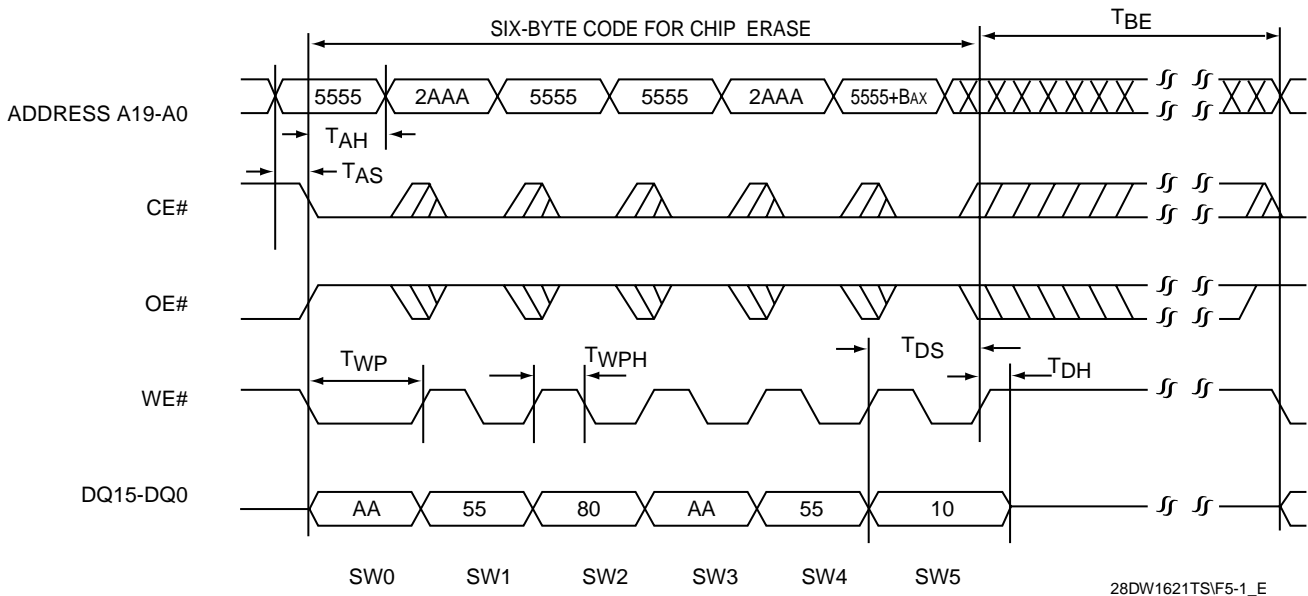 SIX-BYTE CODE FOR CHIP ERASE
TBE
ADDRESS A19-A0
5555
2AAA
5555
5555
2AAA
5555+BAX
TAH
TAS
CE#
OE#
TWP
TWPH
TDS
TDH
WE#
DQ15-DQ0
AA
55
80
AA
55
10
SW0
SW1
SW2
SW3
SW4
SW5
28DW1621TS\F5-1_E